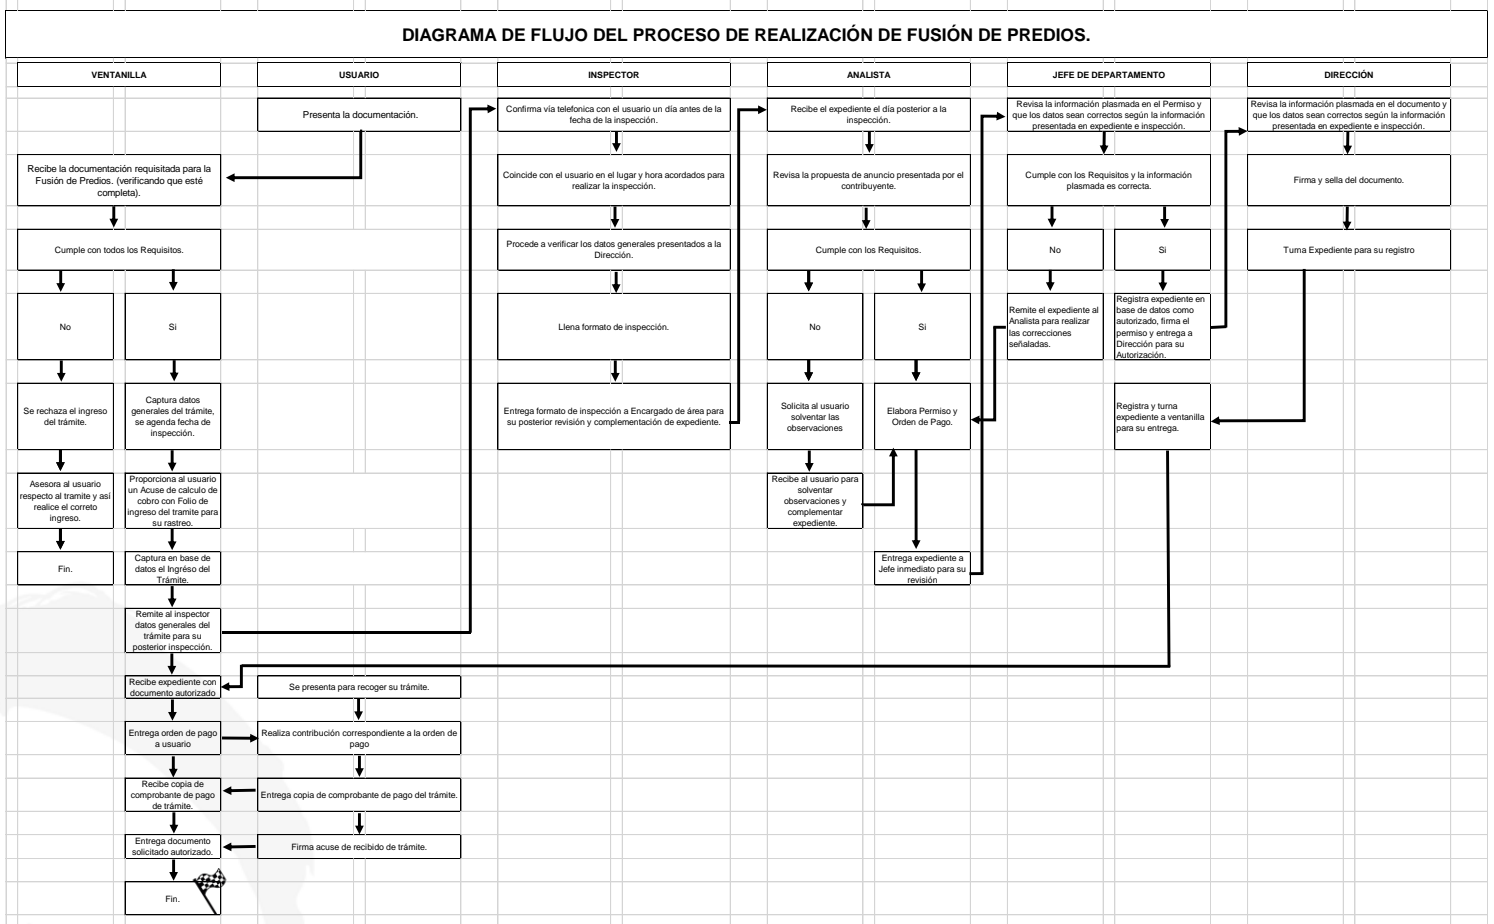 DIAGRAMA DE FLUJO DEL PROCESO DE REALIZACIÓN DE FUSIÓN DE PREDIOS.
VENTANILLA
Recibe la documentación requisitada para la
Fusión de Predios. (verificando que esté
completa).
Cumple con todos los Requisitos.
No
Si
Se rechaza el ingreso
del trámite.
Captura datos
generales del trámite,
se agenda fecha de
inspección.
Asesora al usuario
respecto al tramite y así
realice el correto
ingreso.
Proporciona al usuario
un Acuse de calculo de
cobro con Folio de
ingreso del tramite para
su rastreo.
Fin.
Captura en base de
datos el Ingréso del
Trámite.
Remite al inspector
datos generales del
trámite para su
posterior inspección.
Recibe expediente con
documento autorizado
Entrega orden de pago
a usuario
Recibe copia de
comprobante de pago
de trámite.
Entrega documento
solicitado autorizado.
Fin.
USUARIO
Presenta la documentación.
Se presenta para recoger su trámite.
Realiza contribución correspondiente a la orden de
pago
Entrega copia de comprobante de pago del trámite.
Firma acuse de recibido de trámite.
INSPECTOR
Confirma vía telefonica con el usuario un día antes de la
fecha de la inspección.
Coincide con el usuario en el lugar y hora acordados para
realizar la inspección.
Procede a verificar los datos generales presentados a la
Dirección.
Llena formato de inspección.
Entrega formato de inspección a Encargado de área para
su posterior revisión y complementación de expediente.
ANALISTA
Recibe el expediente el día posterior a la
inspección.
Revisa la propuesta de anuncio presentada por el
contribuyente.
Cumple con los Requisitos.
No
Si
Solicita al usuario
solventar las
observaciones
Elabora Permiso y
Orden de Pago.
Recibe al usuario para
solventar
observaciones y
complementar
expediente.
Entrega expediente a
Jefe inmediato para su
revisión
JEFE DE DEPARTAMENTO
Revisa la información plasmada en el Permiso y
que los datos sean correctos según la información
presentada en expediente e inspección.
Cumple con los Requisitos y la información
plasmada es correcta.
No
Si
Remite el expediente al
Analista para realizar
las correcciones
señaladas.
Registra expediente en
base de datos como
autorizado, firma el
permiso y entrega a
Dirección para su
Autorización.
Registra y turna
expediente a ventanilla
para su entrega.
DIRECCIÓN
Revisa la información plasmada en el documento y
que los datos sean correctos según la información
presentada en expediente e inspección.
Firma y sella del documento.
Turna Expediente para su registro